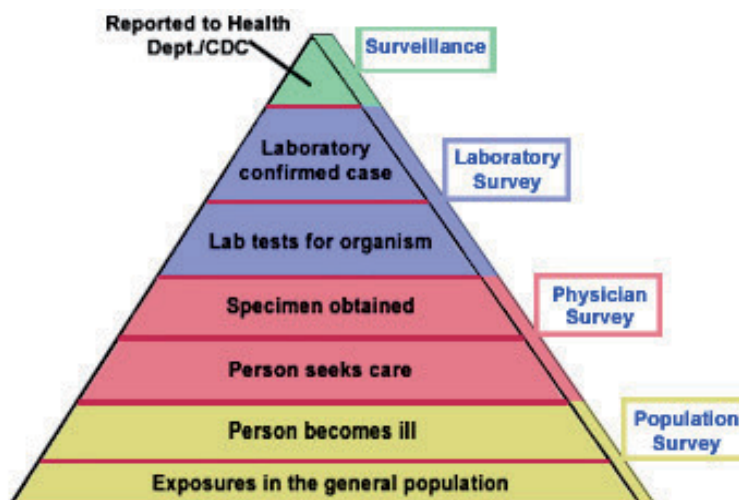 Reported to Health
Dept./CDC
Surveillance
Laboratory
confirmed case
Laboratory
Survey
Lab tests for organism
Specimen obtained
Physician
Survey
Person seeks care
Person becomes ill
Population
Survey
Exposures in the general population